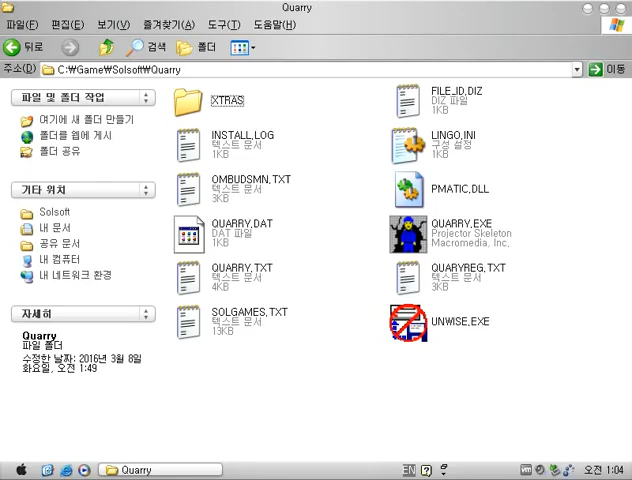 Quarry
파일(F) 편집(E) 보기(V) 즐겨찾기(A) 도구(T) 도움말(H)
뒤로 검색 폴더
주소(D) C:₩Game₩Solsoft₩Quarry 이동
파일 및 폴더 작업
여기에 새 폴더 만들기
폴더를 웹에 게시
폴더 공유
기타 위치
Solsoft
내 문서
공유 문서
내 컴퓨터
내 네트워크 환경
자세히
Quarry
파일 폴더
수정한 날짜: 2016년 3월 8일
화요일, 오전 1:49
XTRAS
FILE_ID.DIZ
DIZ 파일
1KB
INSTALL.LOG
텍스트 문서
1KB
LINGO.INI
구성 설정
1KB
OMBUDSMN.TXT
텍스트 문서
3KB
PMATIC.DLL
QUARRY.DAT
DAT 파일
1KB
QUARRY.EXE
Projector Skeleton
Macromedia, Inc.
QUARRY.TXT
텍스트 문서
4KB
QUARYREG.TXT
텍스트 문서
3KB
SOLGAMES.TXT
텍스트 문서
13KB
UNWISE.EXE
Quarry EN vm 오전 1:04